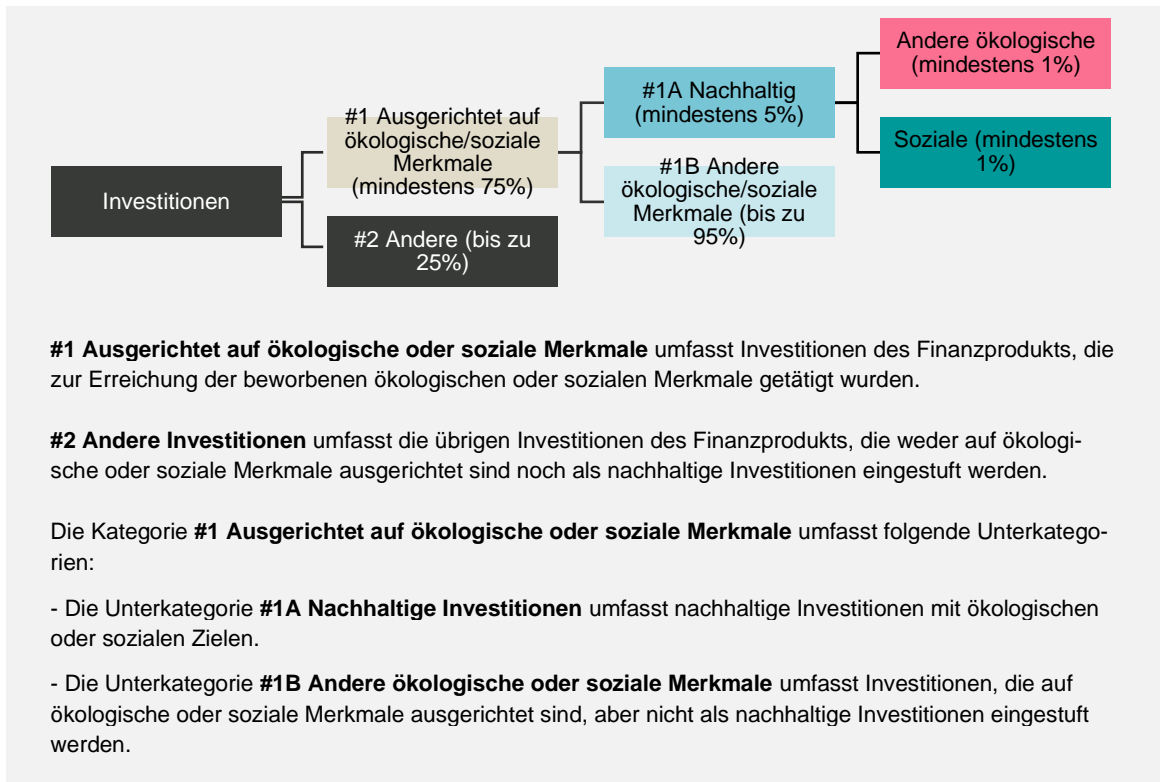 Investitionen
#1 Ausgerichtet auf
ökologische/soziale
Merkmale
(mindestens 75%)
#2 Andere (bis zu
25%)
#1A Nachhaltig
(mindestens 5%)
#1B Andere
ökologische/soziale
Merkmale (bis zu
95%)
Andere ökologische
(mindestens 1%)
Soziale (mindestens
1%)
#1 Ausgerichtet auf ökologische oder soziale Merkmale umfasst Investitionen des Finanzprodukts, die
zur Erreichung der beworbenen ökologischen oder sozialen Merkmale getätigt wurden.
#2 Andere Investitionen umfasst die übrigen Investitionen des Finanzprodukts, die weder auf ökologi-
sche oder soziale Merkmale ausgerichtet sind noch als nachhaltige Investitionen eingestuft werden.
Die Kategorie #1 Ausgerichtet auf ökologische oder soziale Merkmale umfasst folgende Unterkatego-
rien:
- Die Unterkategorie #1A Nachhaltige Investitionen umfasst nachhaltige Investitionen mit ökologischen
oder sozialen Zielen.
- Die Unterkategorie #1B Andere ökologische oder soziale Merkmale umfasst Investitionen, die auf
ökologische oder soziale Merkmale ausgerichtet sind, aber nicht als nachhaltige Investitionen eingestuft
werden.